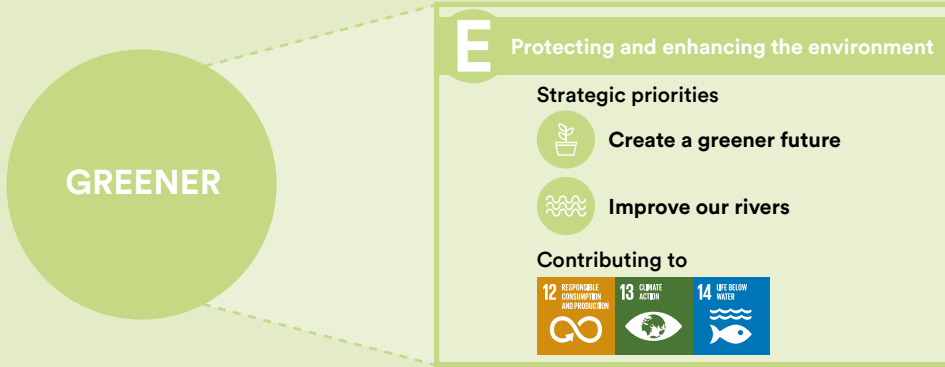 GREENER
E
Protecting and enhancing the environment
Strategic priorities
Create a greener future
Improve our rivers
Contributing to
12 RESPONSIBLE
CONSUMPTION
AND PRODUCTION
13 CLIMATE
ACTION
14 LIFE BELOW
WATER